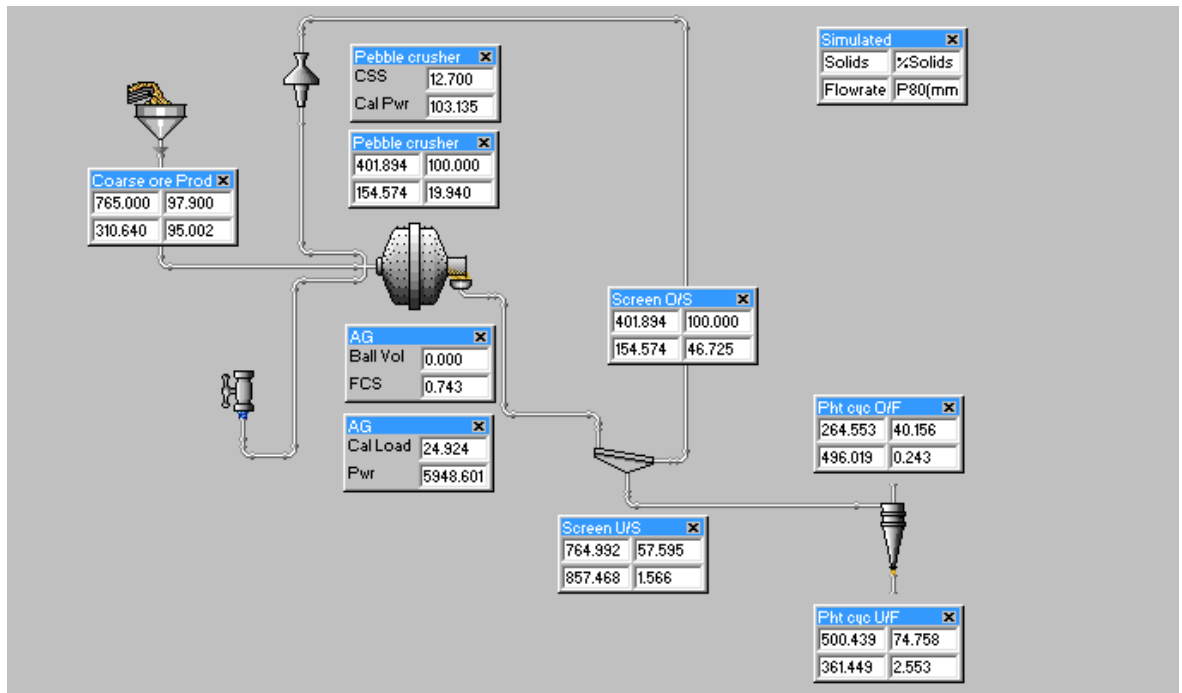 Pebble crusher
CSS 12.700
Cal Pwr 103.135
Simulated
Solids %Solids
Flowrate P80(mm
Pebble crusher
401.894 100.000
154.574 19.940
Coarse ore Prod
765.000 97.900
310.640 95.002
Screen O/S
401.894 100.000
154.574 46.725
AG
Ball Vol 0.000
FCS 0.743
AG
Cal Load 24.924
Pwr 5948.601
Pht cyc O/F
264.553 40.156
496.019 0.243
Screen U/S
764.992 57.595
857.468 1.566
Pht cyc U/F
500.439 74.758
361.449 2.553